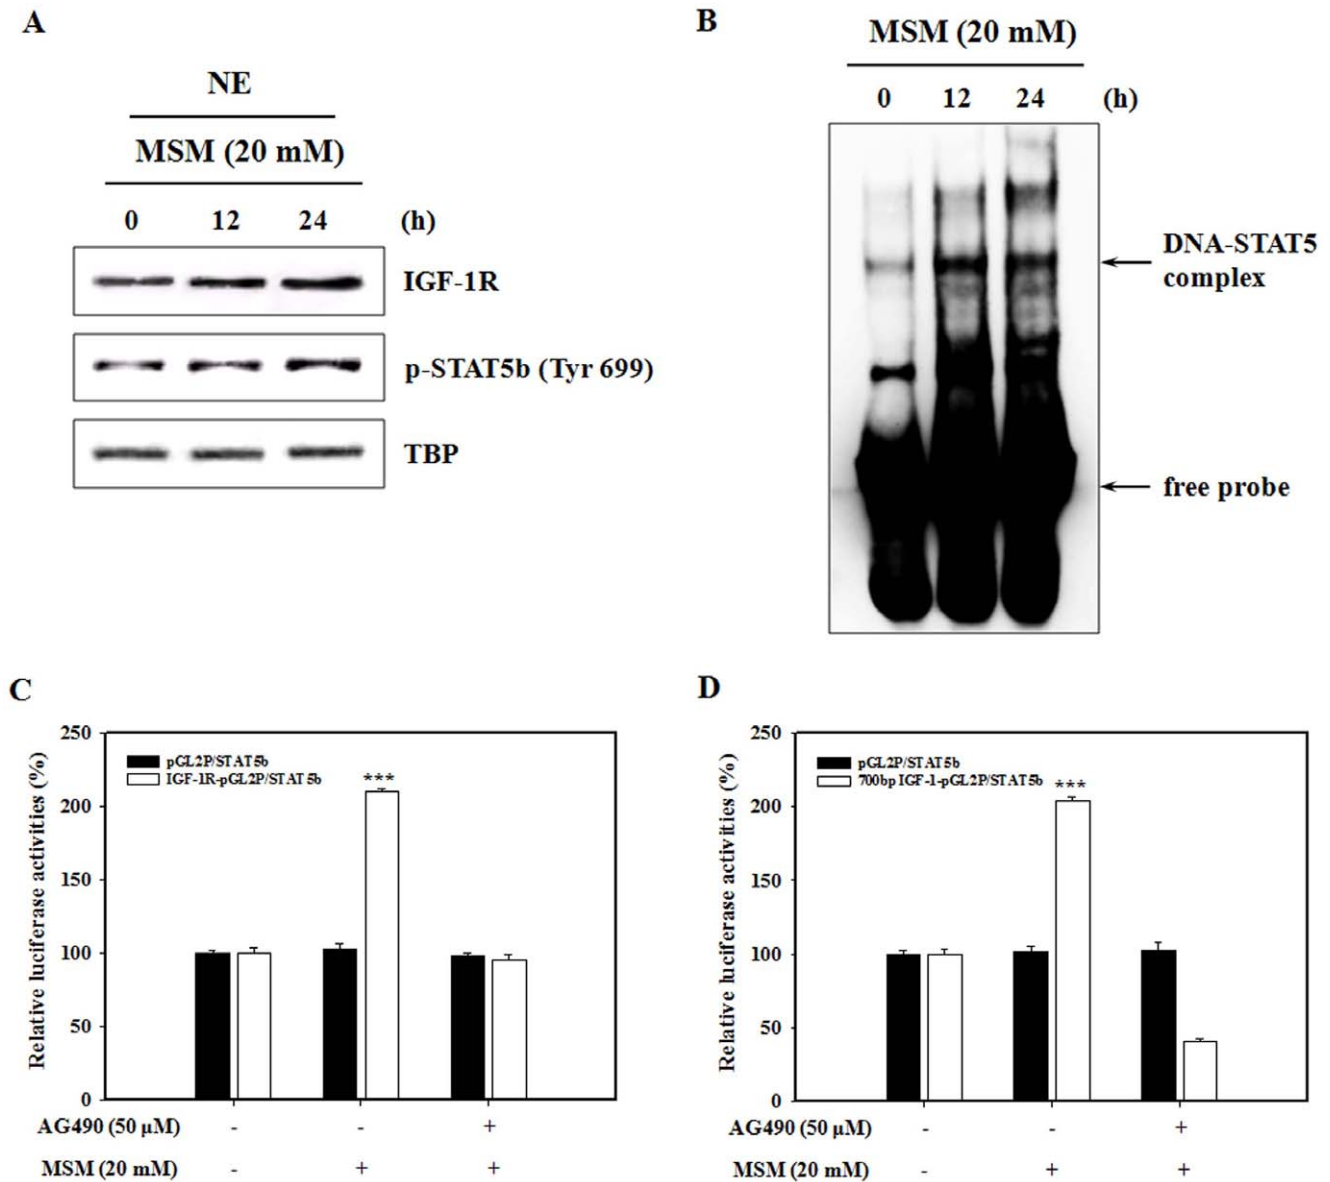 A
NE
MSM (20 mM)
0 12 24 (h)
IGF-1R
p-STAT5b (Tyr 699)
TBP
B
MSM (20 mM)
0 12 24 (h)
DNA-STAT5
complex
free probe
C
Relative luciferase activities (%)
250
200
150
100
50
0
pGL2P/STAT5b
IGF-1R-pGL2P/STAT5b
***
AG490 (50 µM) - - +
MSM (20 mM) - + +
D
Relative luciferase activities (%)
250
200
150
100
50
0
pGL2P/STAT5b
700bp IGF-1-pGL2P/STAT5b
***
AG490 (50 µM) - - +
MSM (20 mM) - + +